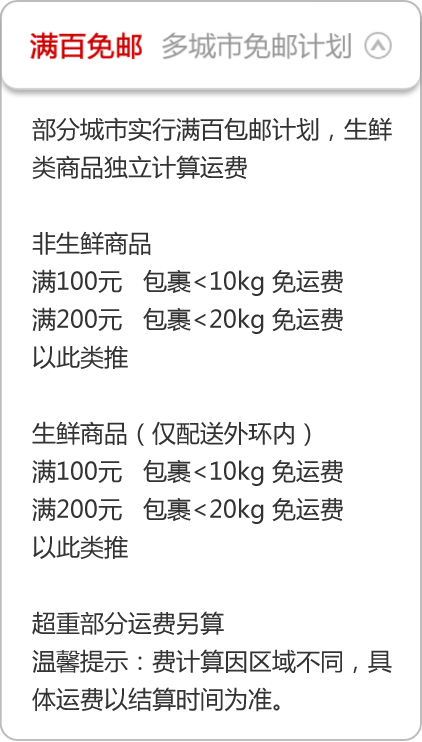 满百免邮 多城市免邮计划
部分城市实行满百包邮计划，生鲜
类商品独立计算运费
非生鲜商品
满100元 包裹<10kg 免运费
满200元 包裹<20kg 免运费
以此类推
生鲜商品（仅配送外环内）
满100元 包裹<10kg 免运费
满200元 包裹<20kg 免运费
以此类推
超重部分运费另算
温馨提示：费计算因区域不同，具
体运费以结算时间为准。